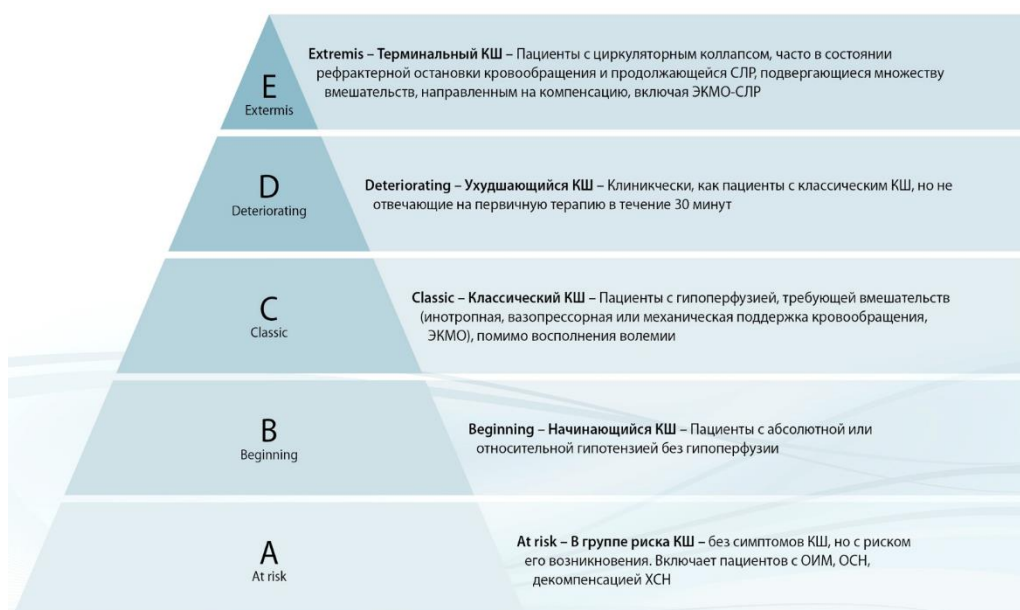 E
Extermis
Extremis – Терминальный КШ – Пациенты с циркуляторным коллапсом, часто в состоянии
рефрактерной остановки кровообращения и продолжающейся СЛР, подвергающиеся множеству
вмешательств, направленным на компенсацию, включая ЭКМО-СЛР
D
Deteriorating
Deteriorating – Ухудшающийся КШ – Клиникчески, как пациенты с классическим КШ, но не
отвечающие на первичную терапию в течение 30 минут
C
Classic
Classic – Классический КШ – Пациенты с гипоперфузией, требующей вмешательств
(инотропная, вазопрессорная или механическая поддержка кровообращения,
ЭКМО), помимо восполнения волемии
B
Beginning
Beginning – Начинающийся КШ – Пациенты с абсолютной или
относительной гипотензией без гипоперфузии
A
At risk
At risk – В группе риска КШ – без симптомов КШ, но с риском
его возникновения. Включает пациентов с ОИМ, ОСН,
декомпенсацией ХСН